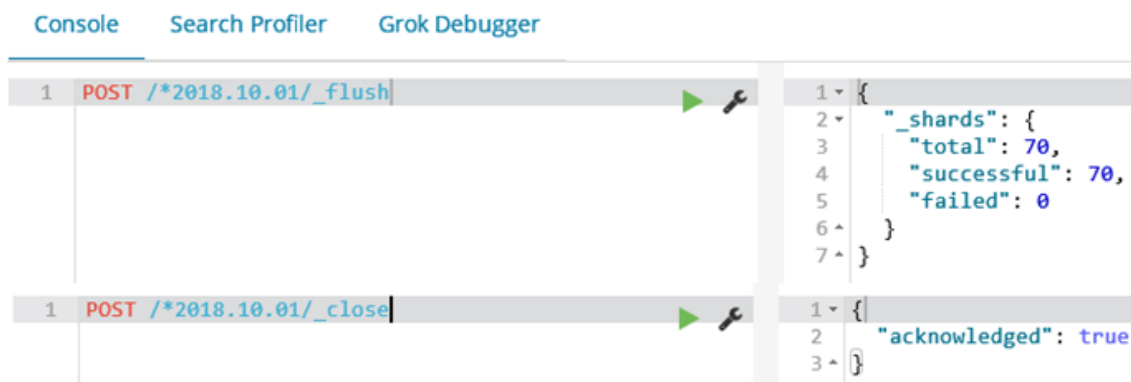 Console Search Profiler Grok Debugger
1 POST /*2018.10.01/_flush
1 {
2 "_shards": {
3 "total": 70,
4 "successful": 70,
5 "failed": 0
6 }
7 }
1 POST /*2018.10.01/_close
1 {
2 "acknowledged": true
3 }